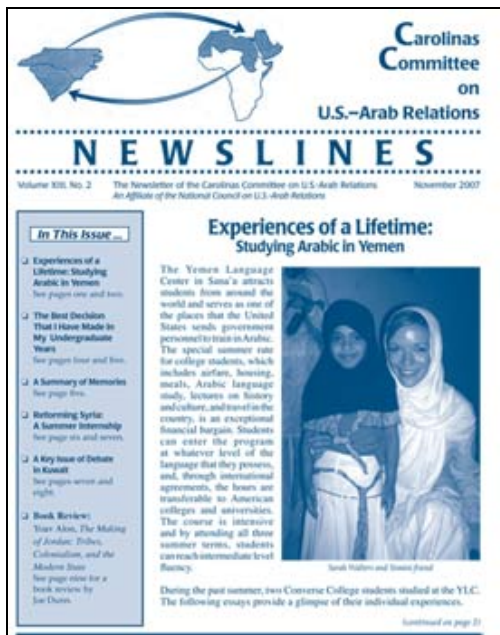 Carolinas
Committee
on
U.S.–Arab Relations
NEWSLINES
Volume XIII, No. 2 The Newsletter of the Carolinas Committee on U.S.-Arab Relations November 2007
An Affiliate of the National Council on U.S.-Arab Relations
In This Issue ...
Experiences of a
Lifetime: Studying
Arabic in Yemen
See pages one and two.
The Best Decision
That I Have Made in
My Undergraduate
Years
See pages four and five.
A Summary of Memories
See page five.
Reforming Syria:
A Summer Internship
See page six and seven.
A Key Issue of Debate
in Kuwait
See pages seven and
eight.
Book Review:
Yoav Alon, The Making
of Jordan: Tribes,
Colonialism, and the
Modern State
See page nine for a
book review by
Joe Dunn.
Experiences of a Lifetime:
Studying Arabic in Yemen
The Yemen Language
Center in Sana'a attracts
students from around the
world and serves as one of
the places that the United
States sends government
personnel to train in Arabic.
The special summer rate
for college students, which
includes airfare, housing,
meals, Arabic language
study, lectures on history
and culture, and travel in the
country, is an exceptional
financial bargain. Students
can enter the program
at whatever level of the
language that they possess,
and, through international
agreements, the hours are
transferable to American
colleges and universities.
The course is intensive
and by attending all three
summer terms, students
can reach intermediate level
fluency.
Sarah Walters and Yemeni friend
During the past summer, two Converse College students studied at the YLC.
The following essays provide a glimpse of their individual experiences.
(continued on page 2)